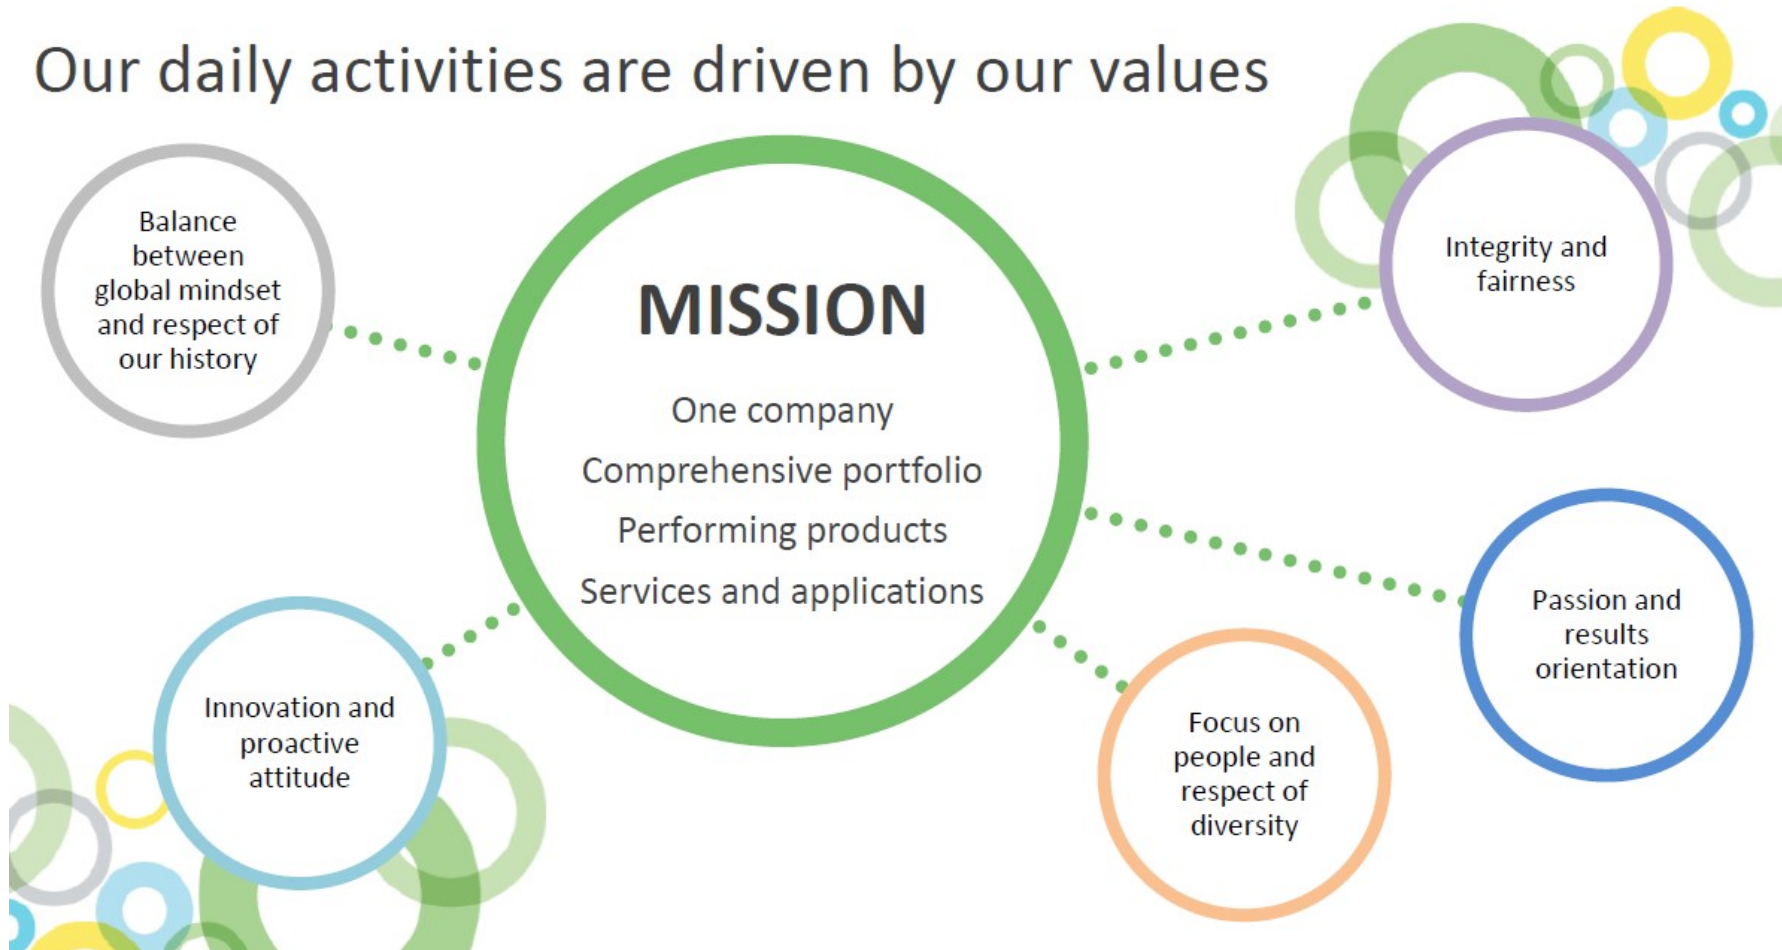 Our daily activities are driven by our values
Balance
between
global mindset
and respect of
our history
MISSION
One company
Comprehensive portfolio
Performing products
Services and applications
Integrity and
fairness
Passion and
results
orientation
Innovation and
proactive
attitude
Focus on
people and
respect of
diversity